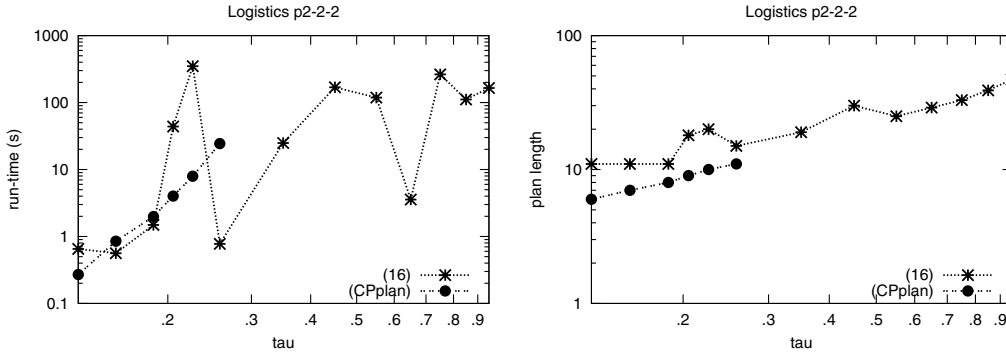 Logistics p2-2-2
1000
100
10
1
0.1
run-time (s)
(16)
(CPplan)
.2 .3 .4 .5 .6 .7 .8 .9
tau
Logistics p2-2-2
100
10
1
plan length
(16)
(CPplan)
.2 .3 .4 .5 .6 .7 .8 .9
tau